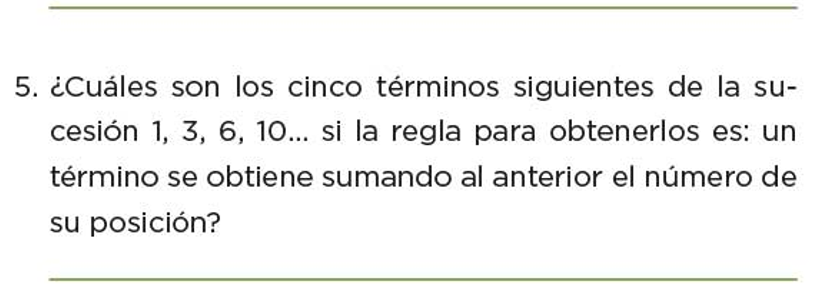 5. ¿Cuáles son los cinco términos siguientes de la su-
cesión 1, 3, 6, 10... si la regla para obtenerlos es: un
término se obtiene sumando al anterior el número de
su posición?